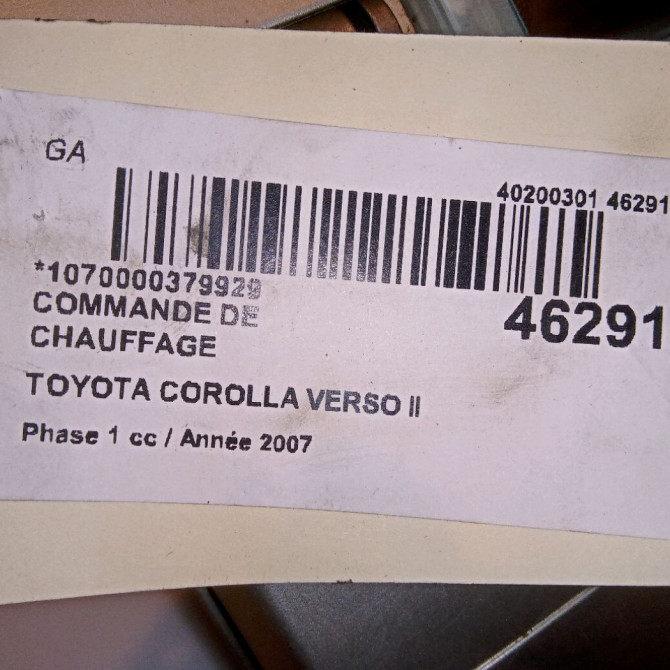 GA
40200301 46291
*1070000379929
46291
COMMANDE DE
CHAUFFAGE
TOYOTA COROLLA VERSO II
Phase 1 cc / Année 2007